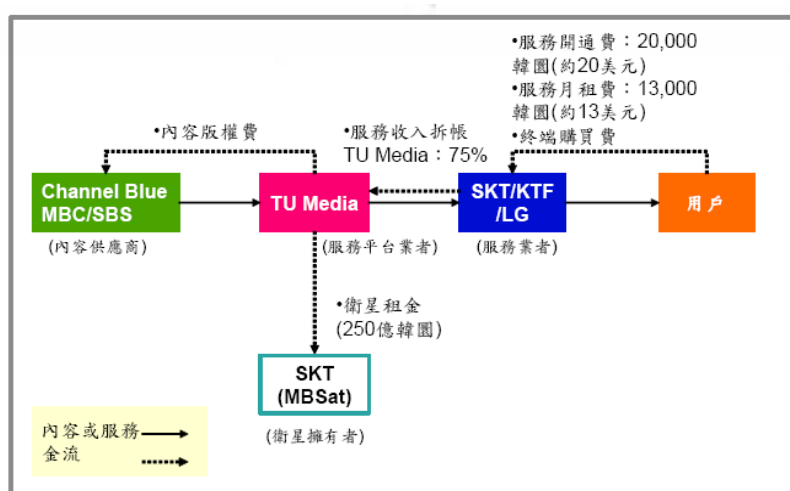 •服務開通費：20,000
韓圜(約20美元)
•服務月租費：13,000
韓圜(約13美元)
•終端購買費
•內容版權費
•服務收入拆帳
TU Media：75%
Channel Blue
MBC/SBS
TU Media
SKT/KTF
/LG
用戶
(內容供應商)
(服務平台業者)
(服務業者)
•衛星租金
(250億韓圜)
SKT
(MBSat)
(衛星擁有者)
內容或服務
金流